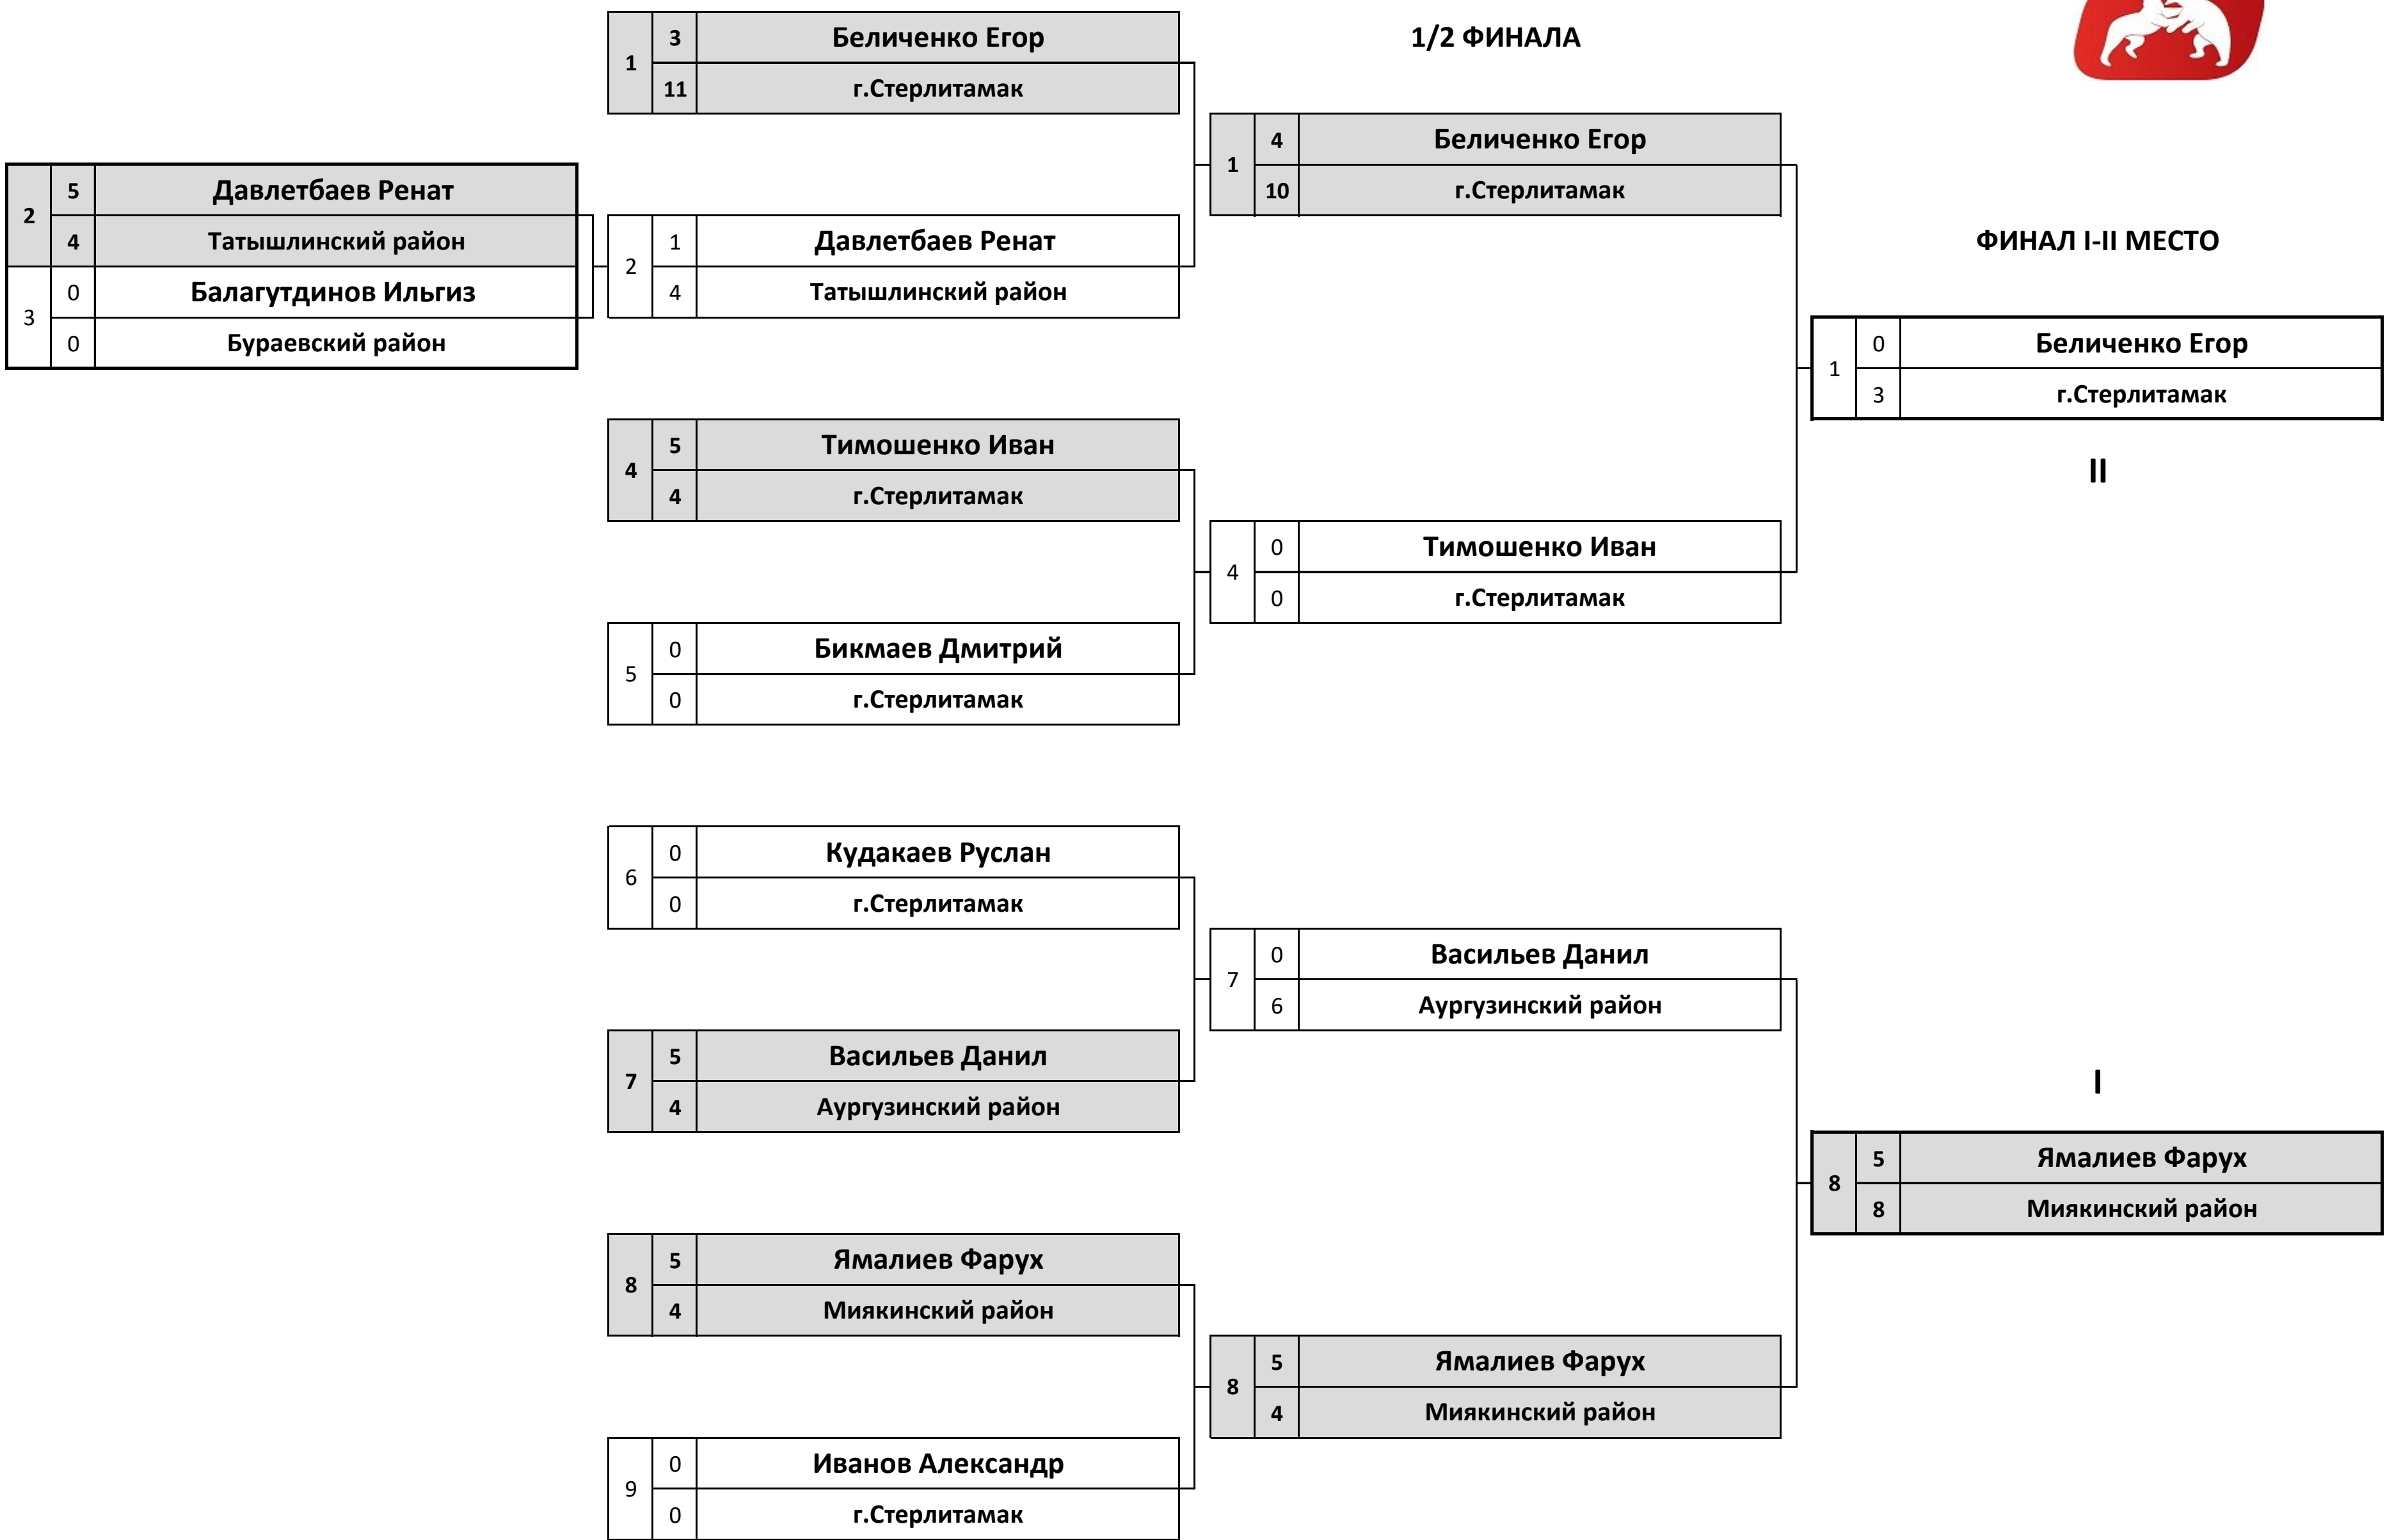 1/2 ФИНАЛА
ФИНАЛ I-II МЕСТО
2 5 Давлетбаев Ренат
4 Татышлинский район
3 0 Балагутдинов Ильгиз
0 Бураевский район
1 3 Беличенко Егор
11 г.Стерлитамак
2 1 Давлетбаев Ренат
4 Татышлинский район
4 5 Тимошенко Иван
4 г.Стерлитамак
5 0 Бикмаев Дмитрий
0 г.Стерлитамак
6 0 Кудакаев Руслан
0 г.Стерлитамак
7 5 Васильев Данил
4 Аургузинский район
8 5 Ямалиев Фарух
4 Миякинский район
9 0 Иванов Александр
0 г.Стерлитамак
1 4 Беличенко Егор
10 г.Стерлитамак
4 0 Тимошенко Иван
0 г.Стерлитамак
7 0 Васильев Данил
6 Аургузинский район
8 5 Ямалиев Фарух
4 Миякинский район
1 0 Беличенко Егор
3 г.Стерлитамак
II
I
8 5 Ямалиев Фарух
8 Миякинский район